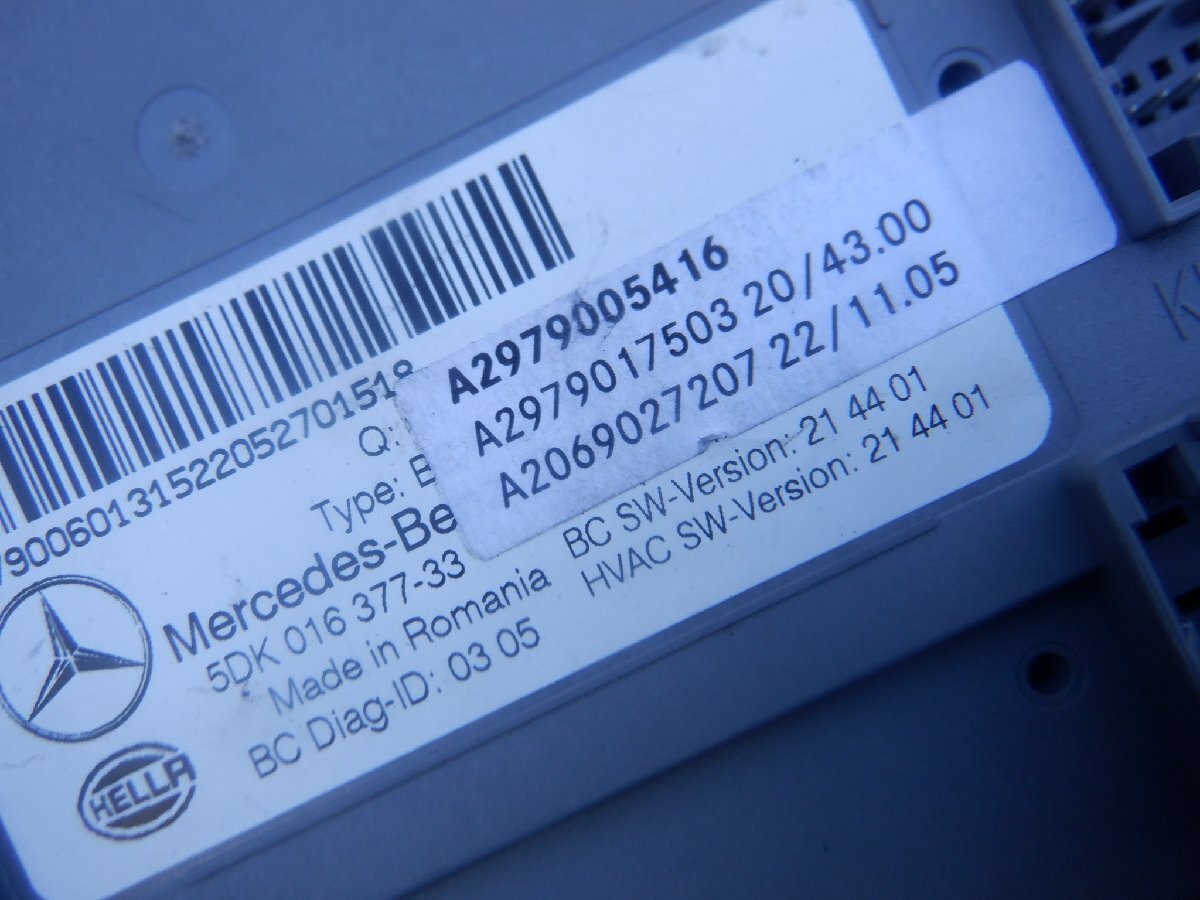 9006013152205270151
Q:
Type:
A2979005416
A2979017503 20/43.00
A2069027207 22/11.05
Mercedes-Be
5DK 016 377-33
Made in Romania
BC Diag-ID: 03 05
BC SW-Version: 21 44 01
HVAC SW-Version: 21 44 01
HELLA